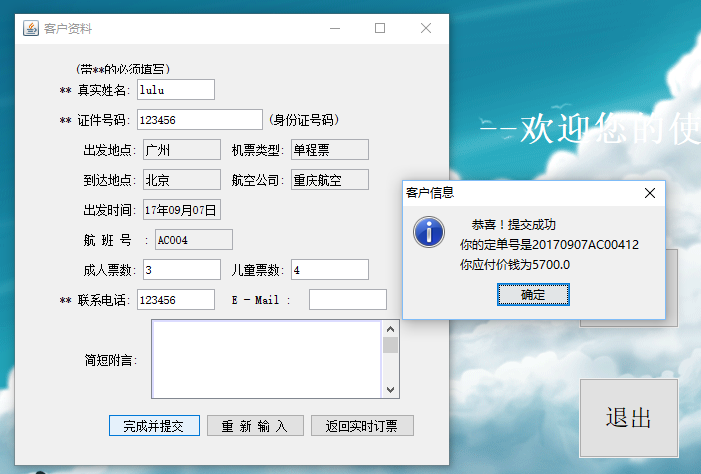 客户资料
(带**的必须填写)
** 真实姓名: lulu
** 证件号码: 123456 (身份证号码)
出发地点: 广州 机票类型: 单程票
到达地点: 北京 航空公司: 重庆航空
出发时间: 17年09月07日
航 班 号 : AC004
成人票数: 3 儿童票数: 4
** 联系电话: 123456 E - Mail :
简短附言:
完成并提交 重 新 输 入 返回实时订票
--欢迎您的使
客户信息
恭喜！提交成功
你的定单号是20170907AC00412
你应付价钱为5700.0
确定
退出